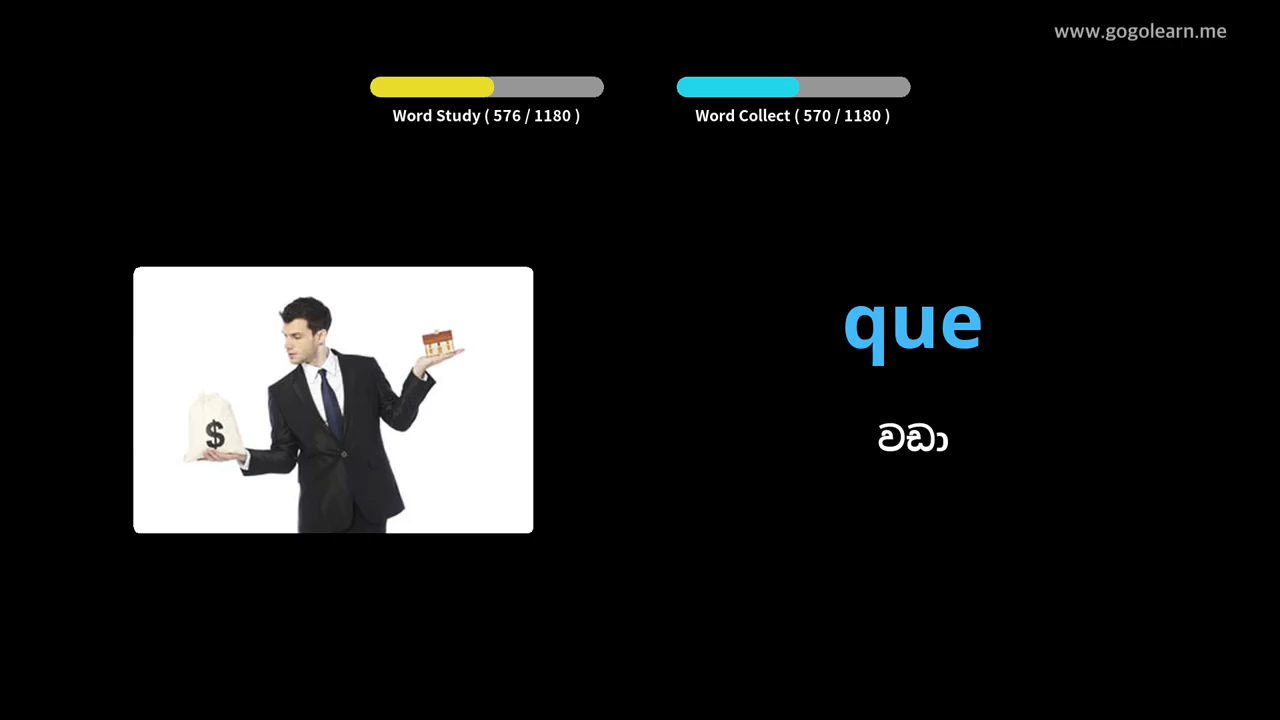 www.gogolearn.me
Word Study ( 576 / 1180 )
Word Collect ( 570 / 1180 )
$
que
වඩා